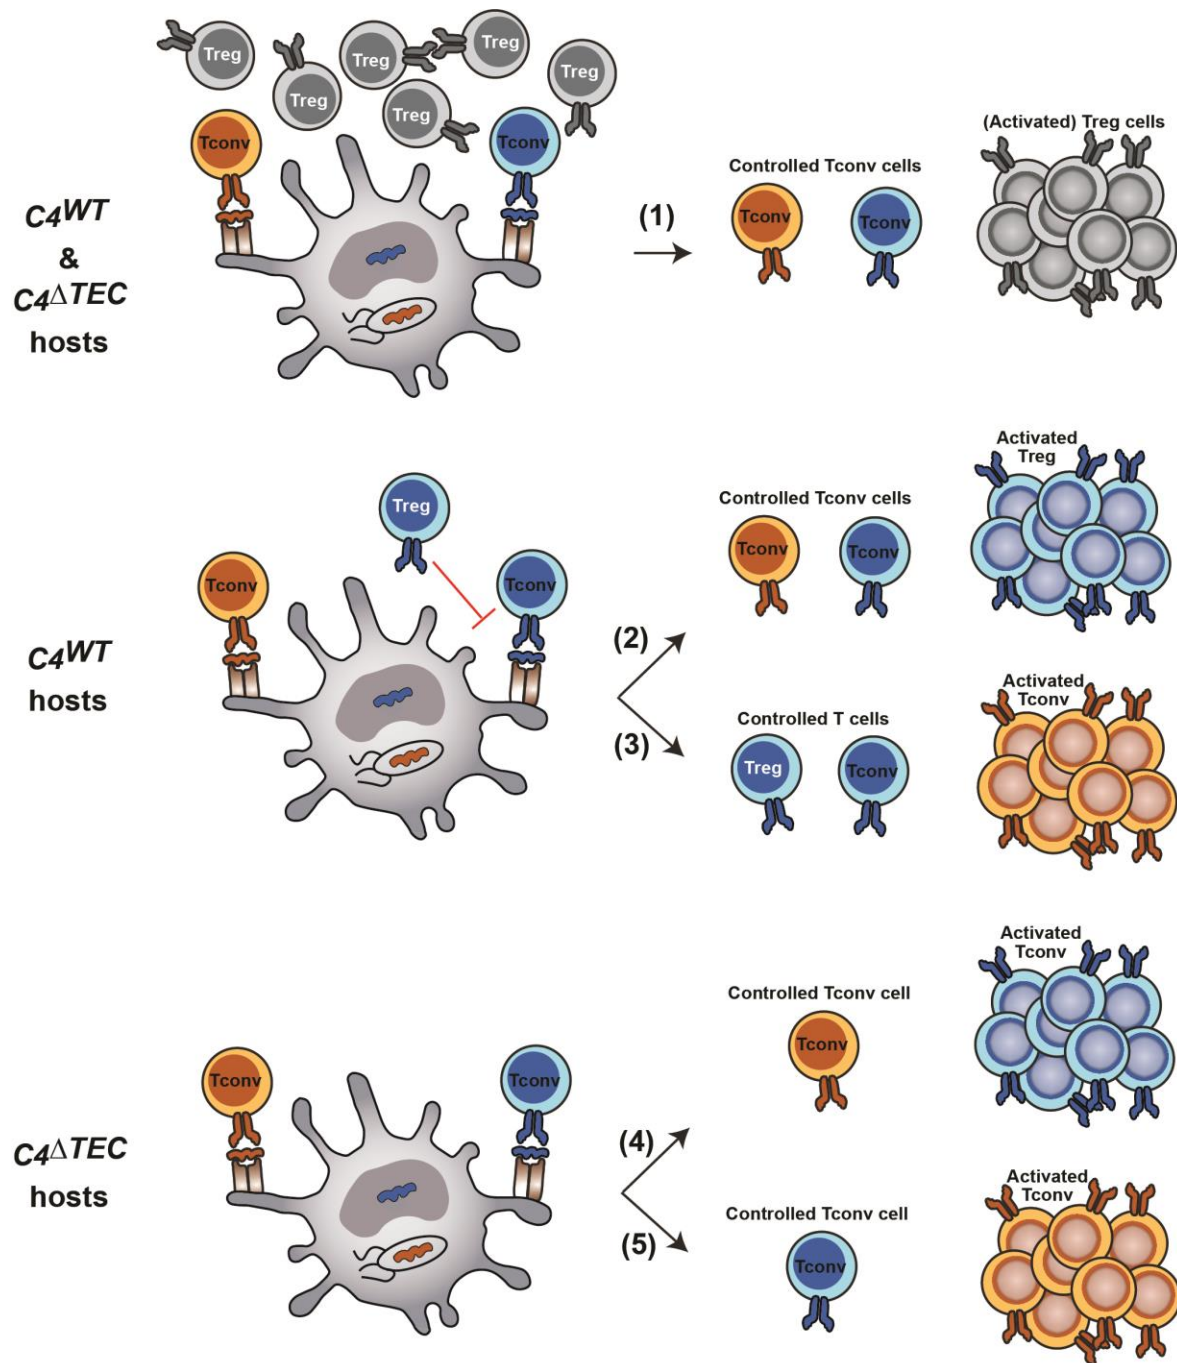 Treg
Treg
Treg
Treg
Treg
Treg
Tconv
Tconv
C4WT
&
C4ΔTEC
hosts
(1)
Controlled Tconv cells
Tconv
Tconv
(Activated) Treg cells
C4WT
hosts
Treg
Tconv
Tconv
(2)
Controlled Tconv cells
Tconv
Tconv
Activated
Treg
(3)
Controlled T cells
Treg
Tconv
Activated
Tconv
C4ΔTEC
hosts
Tconv
Tconv
(4)
Controlled Tconv cell
Tconv
Activated
Tconv
(5)
Controlled Tconv cell
Tconv
Activated
Tconv